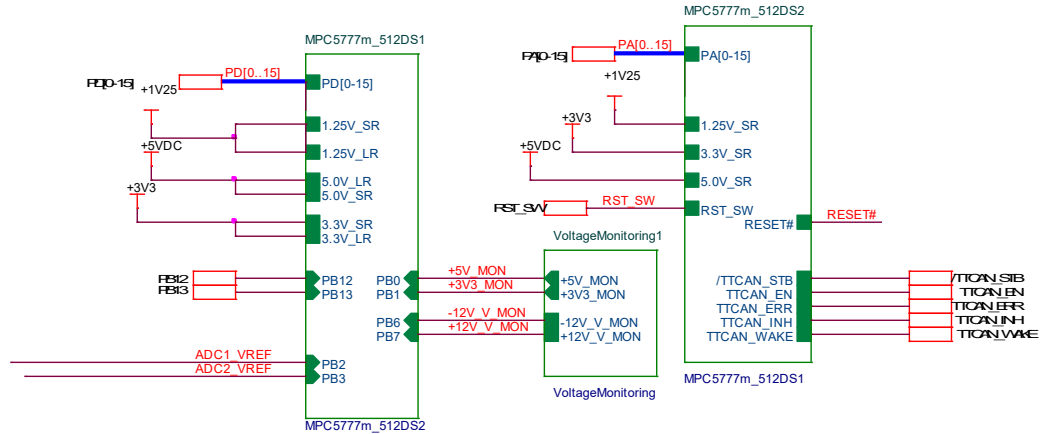 MPC5777m_512DS1
PD[0-15]
PD[0..15]
PD[0-15]
+1V25
1.25V_SR
1.25V_LR
+5VDC
5.0V_LR
5.0V_SR
+3V3
3.3V_SR
3.3V_LR
PB12
PB13
PB12
PB13
PB0
PB1
PB6
PB7
ADC1_VREF
ADC2_VREF
PB2
PB3
MPC5777m_512DS2
+5V_MON
+3V3_MON
-12V_V_MON
+12V_V_MON
VoltageMonitoring1
+5V_MON
+3V3_MON
-12V_V_MON
+12V_V_MON
VoltageMonitoring
MPC5777m_512DS2
PA[0-15]
PA[0..15]
PA[0-15]
+1V25
1.25V_SR
+3V3
3.3V_SR
+5VDC
5.0V_SR
RST_SW
RST_SW
RST_SW
RESET#
RESET#
/TTCAN_STB
TTCAN_EN
TTCAN_ERR
TTCAN_INH
TTCAN_WAKE
/TTCAN_STB
TTCAN_EN
TTCAN_ERR
TTCAN_INH
TTCAN_WAKE
MPC5777m_512DS1